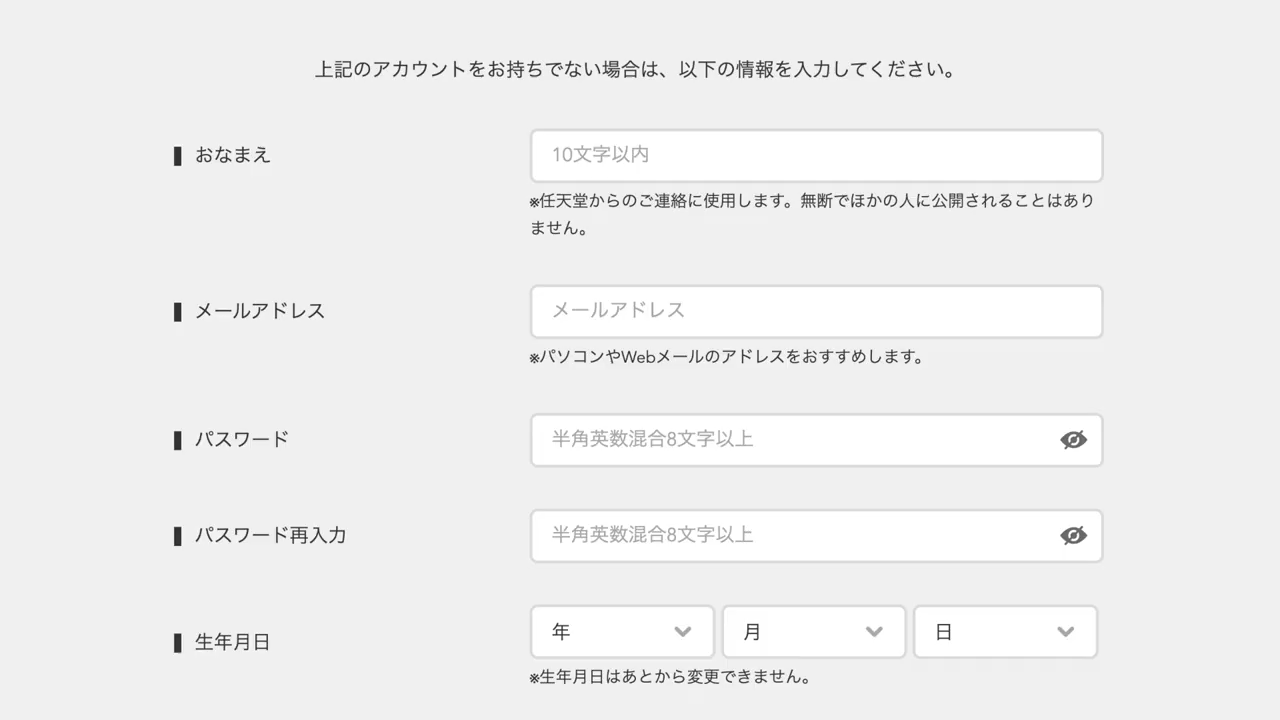 上記のアカウントをお持ちでない場合は、以下の情報を入力してください。
おなまえ
10文字以内
※任天堂からのご連絡に使用します。無断でほかの人に公開されることはあり
ません。
メールアドレス
メールアドレス
※パソコンやWebメールのアドレスをおすすめします。
パスワード
半角英数混合8文字以上
パスワード再入力
半角英数混合8文字以上
生年月日
年 月 日
※生年月日はあとから変更できません。